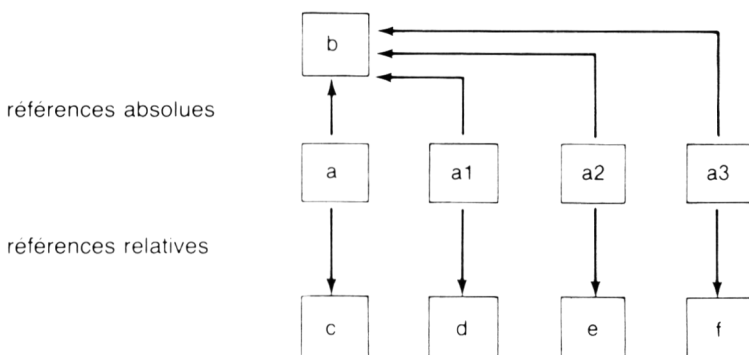 b
références absolues
a a1 a2 a3
références relatives
c d e f